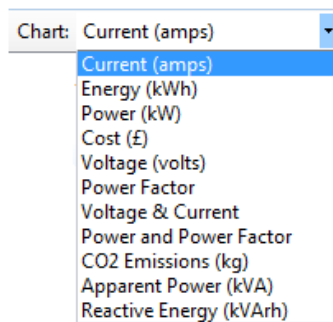 Chart: Current (amps)
Current (amps)
Energy (kWh)
Power (kW)
Cost (£)
Voltage (volts)
Power Factor
Voltage & Current
Power and Power Factor
CO2 Emissions (kg)
Apparent Power (kVA)
Reactive Energy (kVArh)